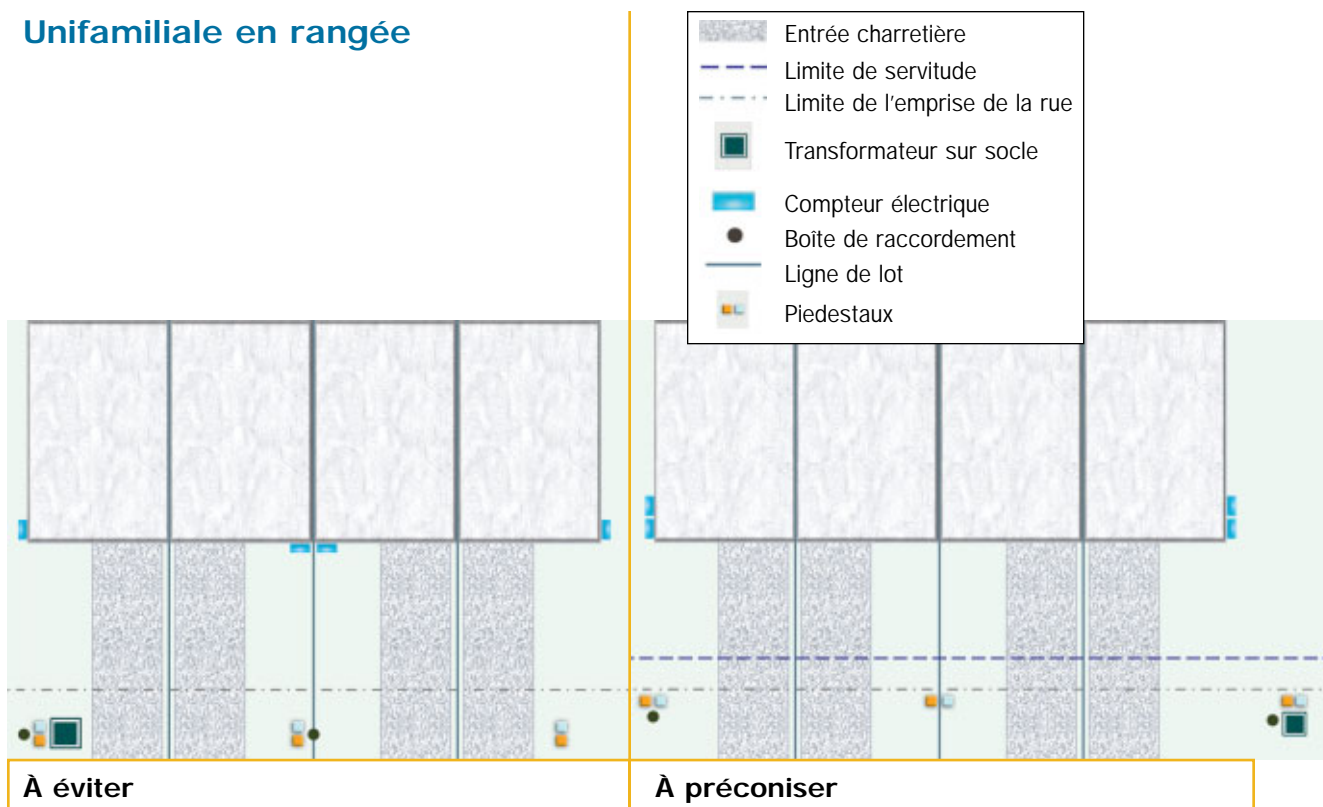 Unifamiliale en rangée
Entrée charretière
Limite de servitude
Limite de l'emprise de la rue
Transformateur sur socle
Compteur électrique
Boîte de raccordement
Ligne de lot
Piedestaux
À éviter
À préconiser